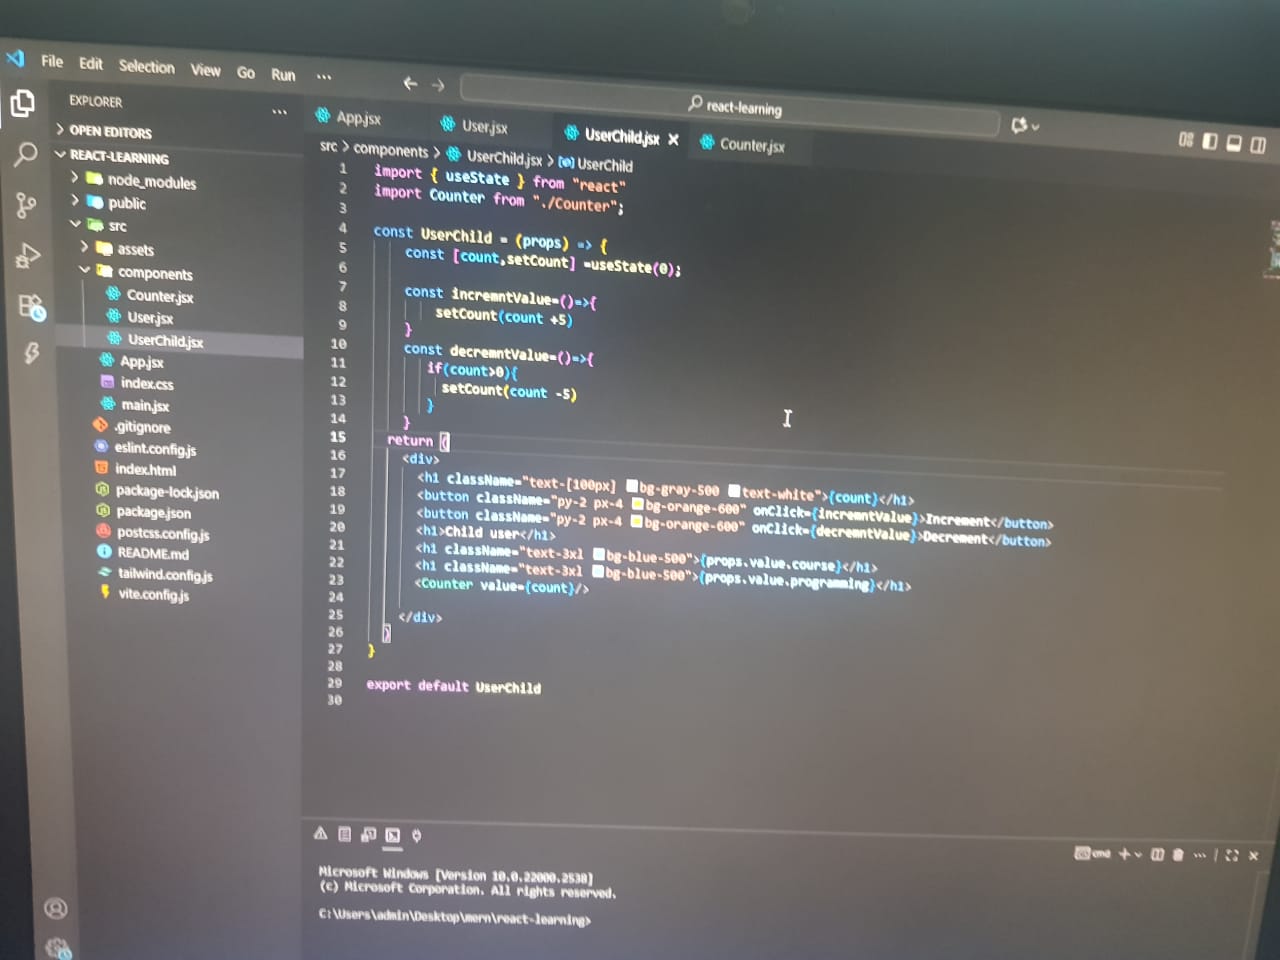 File Edit Selection View Go Run ...
react-learning
EXPLORER ...
OPEN EDITORS
REACT-LEARNING
node_modules
public
src
assets
components
Counter.jsx
User.jsx
UserChild.jsx
App.jsx
index.css
main.jsx
.gitignore
eslint.config.js
index.html
package-lock.json
package.json
postcss.config.js
README.md
tailwind.config.js
vite.config.js
App.jsx User.jsx UserChild.jsx Counter.jsx
src > components > UserChild.jsx > UserChild
1 import { useState } from "react"
2 import Counter from "./Counter";
3
4 const UserChild = (props) => {
5 const [count,setCount] =useState(0);
6
7 const incremntValue=()=>{
8 setCount(count +5)
9 }
10 const decremntValue=()=>{
11 if(count>0){
12 setCount(count -5)
13 }
14 }
15 return (
16 <div>
17 <h1 className="text-[100px] bg-gray-500 text-white">{count}</h1>
18 <button className="py-2 px-4 bg-orange-600" onClick={incremntValue}>Increment</button>
19 <button className="py-2 px-4 bg-orange-600" onClick={decremntValue}>Decrement</button>
20 <h1>Child user</h1>
21 <h1 className="text-3xl bg-blue-500">{props.value.course}</h1>
22 <h1 className="text-3xl bg-blue-500">{props.value.programming}</h1>
23 <Counter value={count}/>
24
25 </div>
26 )
27 }
28
29 export default UserChild
30
cmd
Microsoft Windows [Version 10.0.22000.2538]
(c) Microsoft Corporation. All rights reserved.
C:\Users\admin\Desktop\mern\react-learning>